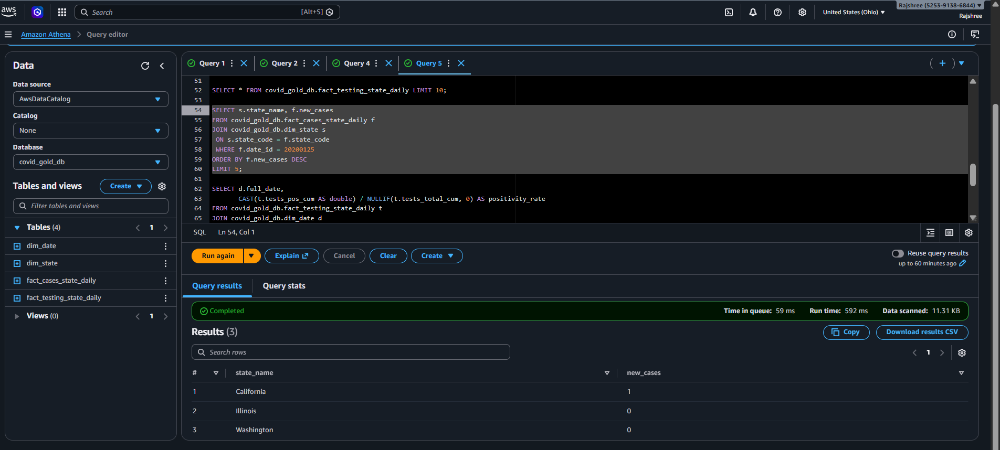 aws
Search [Alt+S]
United States (Ohio)
Rajshree (5253-9138-6844)
Rajshree
Amazon Athena > Query editor
Data
Data source
AwsDataCatalog
Catalog
None
Database
covid_gold_db
Tables and views Create
Filter tables and views
Tables (4) 1
dim_date
dim_state
fact_cases_state_daily
fact_testing_state_daily
Views (0) 1
Query 1 Query 2 Query 4 Query 5
51
52 SELECT * FROM covid_gold_db.fact_testing_state_daily LIMIT 10;
53
54 SELECT s.state_name, f.new_cases
55 FROM covid_gold_db.fact_cases_state_daily f
56 JOIN covid_gold_db.dim_state s
57 ON s.state_code = f.state_code
58 WHERE f.date_id = 20200125
59 ORDER BY f.new_cases DESC
60 LIMIT 5;
61
62 SELECT d.full_date,
63 CAST(t.tests_pos_cum AS double) / NULLIF(t.tests_total_cum, 0) AS positivity_rate
64 FROM covid_gold_db.fact_testing_state_daily t
65 JOIN covid_gold_db.dim_date d
SQL Ln 54, Col 1
Run again Explain Cancel Clear Create
Reuse query results
up to 60 minutes ago
Query results Query stats
Completed Time in queue: 59 ms Run time: 592 ms Data scanned: 11.31 KB
Results (3) Copy Download results CSV
Search rows 1
# state_name new_cases
1 California 1
2 Illinois 0
3 Washington 0